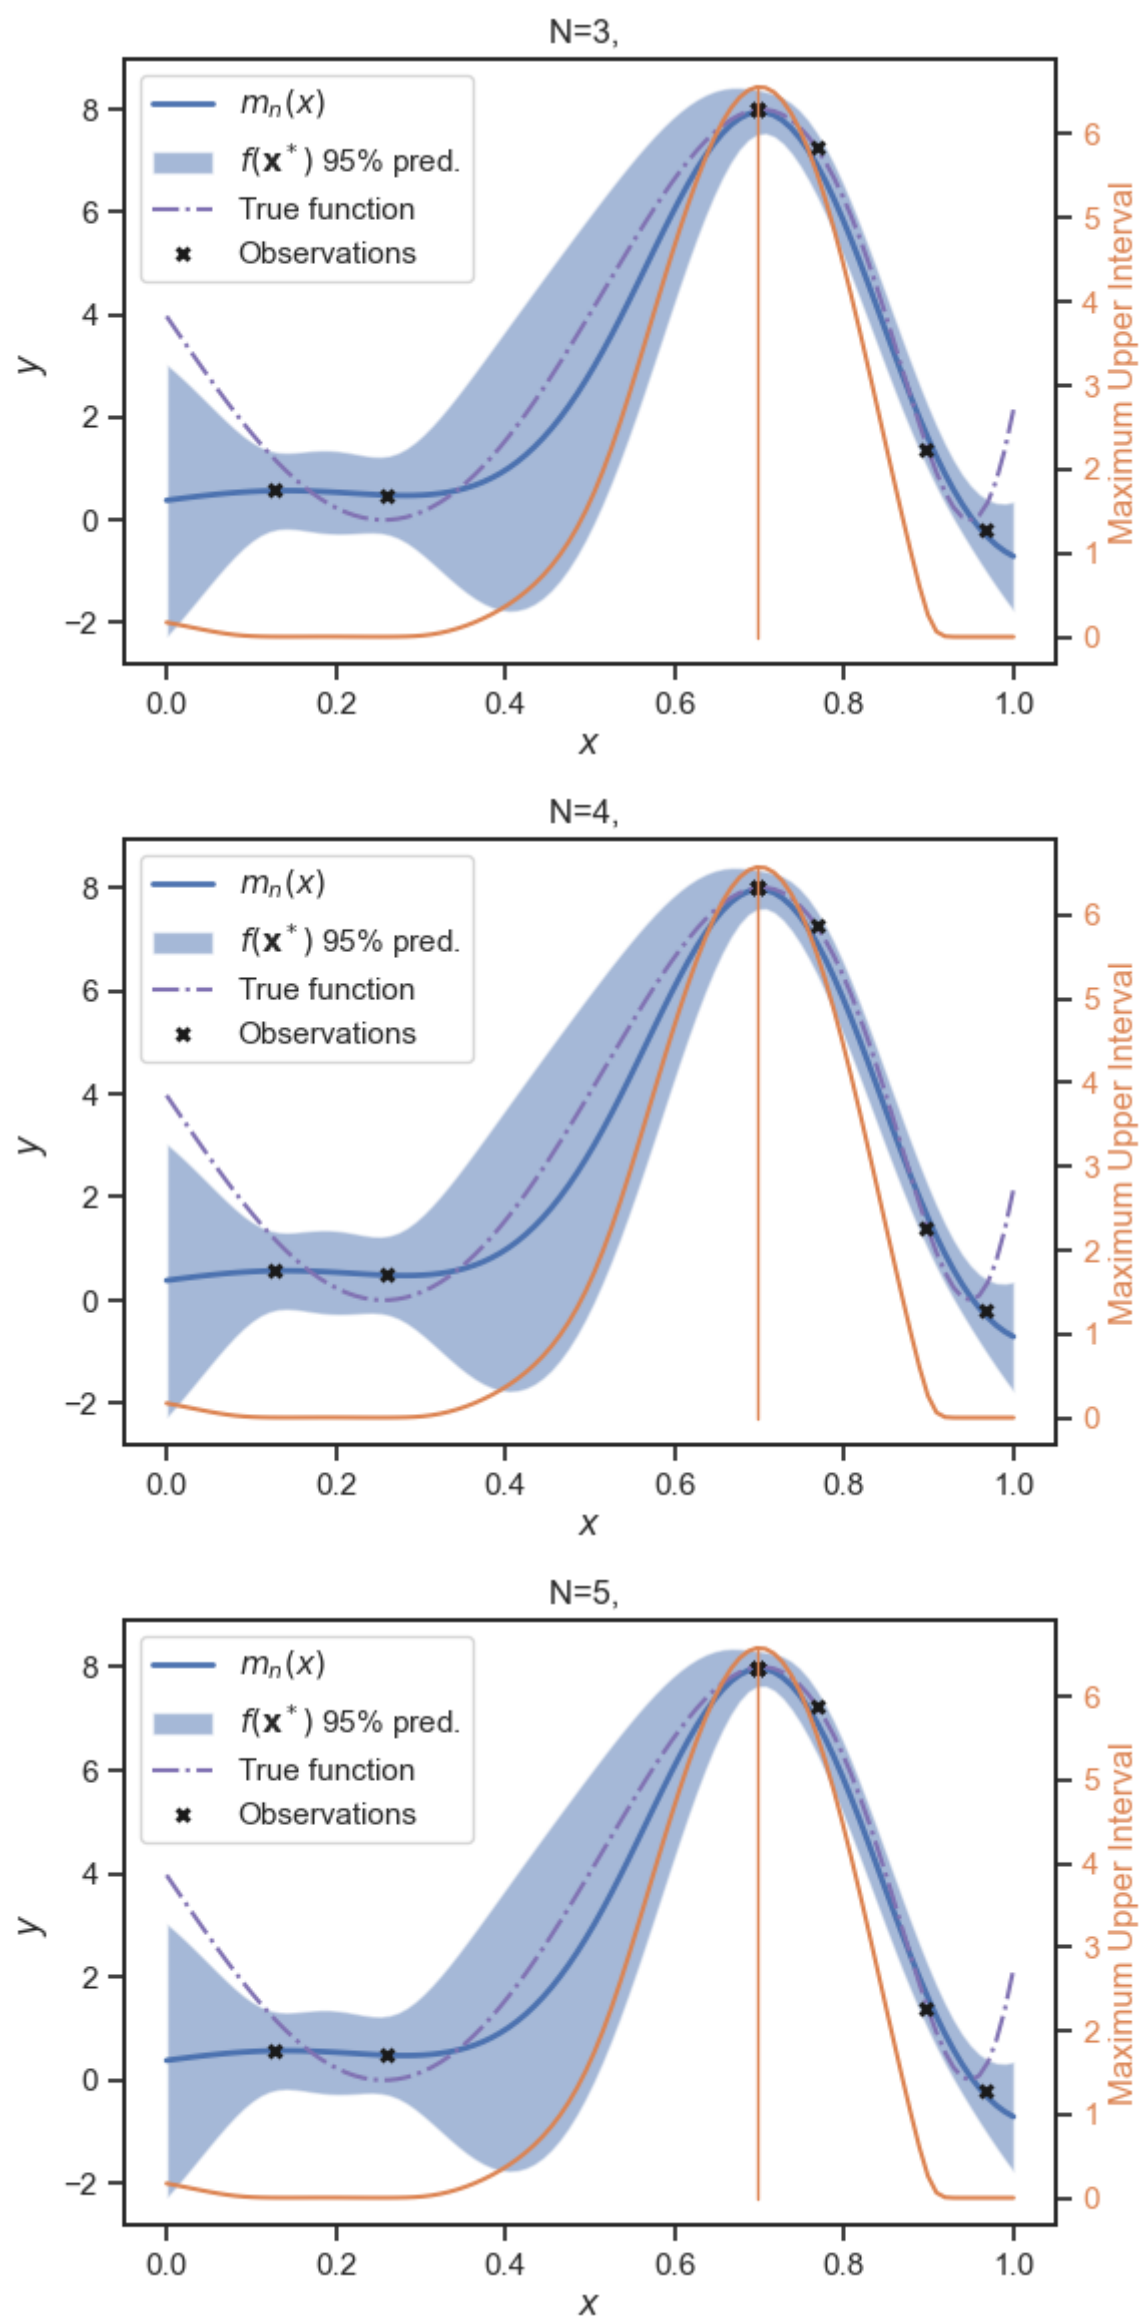 N=3,
mₙ(x)
f(x*) 95% pred.
True function
Observations
8
6
4
2
0
−2
y
6
5
4
3
2
1
0
Maximum Upper Interval
0.0 0.2 0.4 0.6 0.8 1.0
x
N=4,
mₙ(x)
f(x*) 95% pred.
True function
Observations
8
6
4
2
0
−2
y
6
5
4
3
2
1
0
Maximum Upper Interval
0.0 0.2 0.4 0.6 0.8 1.0
x
N=5,
mₙ(x)
f(x*) 95% pred.
True function
Observations
8
6
4
2
0
−2
y
6
5
4
3
2
1
0
Maximum Upper Interval
0.0 0.2 0.4 0.6 0.8 1.0
x